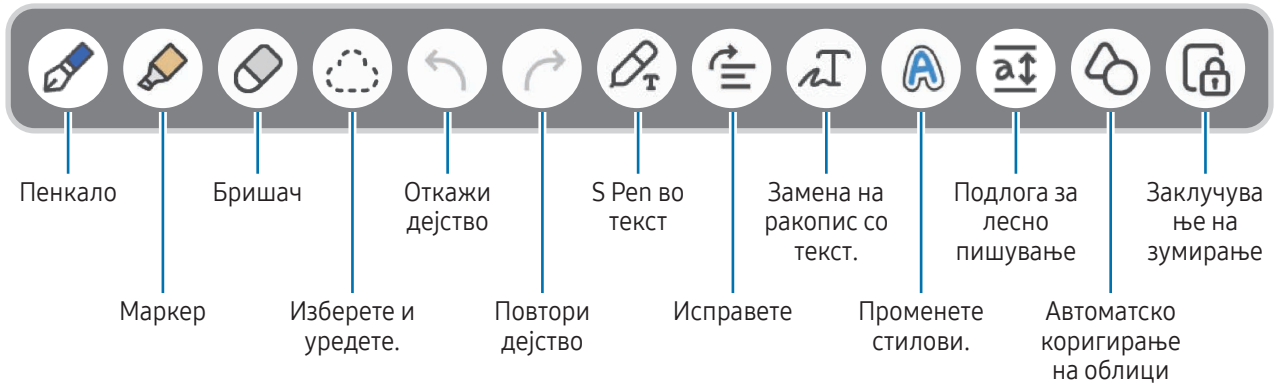 Пенкало
Бришач
Откажи
дејство
S Pen во
текст
Замена на
ракопис со
текст.
Подлога за
лесно
пишување
Заклучува
ње на
зумирање
Маркер
Изберете и
уредете.
Повтори
дејство
Исправете
Променете
стилови.
Автоматско
коригирање
на облици